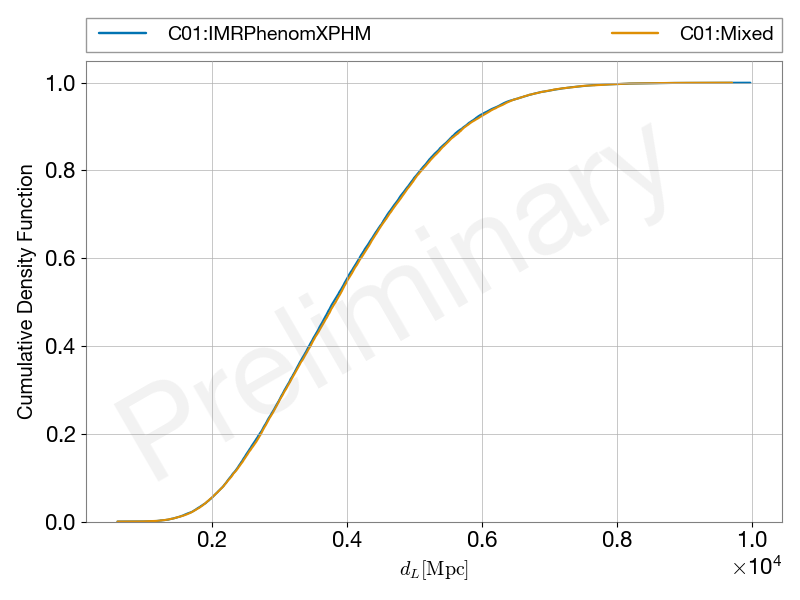 C01:IMRPhenomXPHM C01:Mixed
1.0
0.8
0.6
0.4
0.2
0.0
Cumulative Density Function
Preliminary
0.2 0.4 0.6 0.8 1.0
×10⁴
d_L[Mpc]